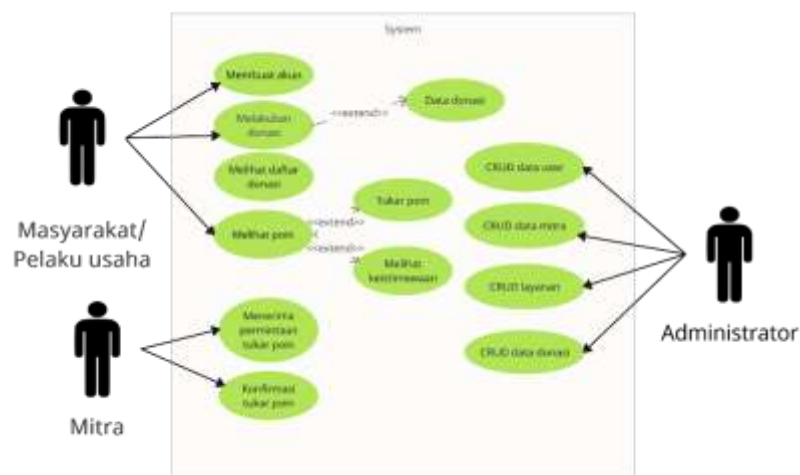 System
Membuat akun
Melakukan
donasi
<<extend>>
Data donasi
Melihat daftar
donasi
CRUD data user
Melihat poin
<<extend>>
<<extend>>
Tukar poin
CRUD data mitra
Melihat
keistimewaan
CRUD layanan
Menerima
permintaan
tukar poin
CRUD data donasi
Konfirmasi
tukar poin
Masyarakat/
Pelaku usaha
Mitra
Administrator